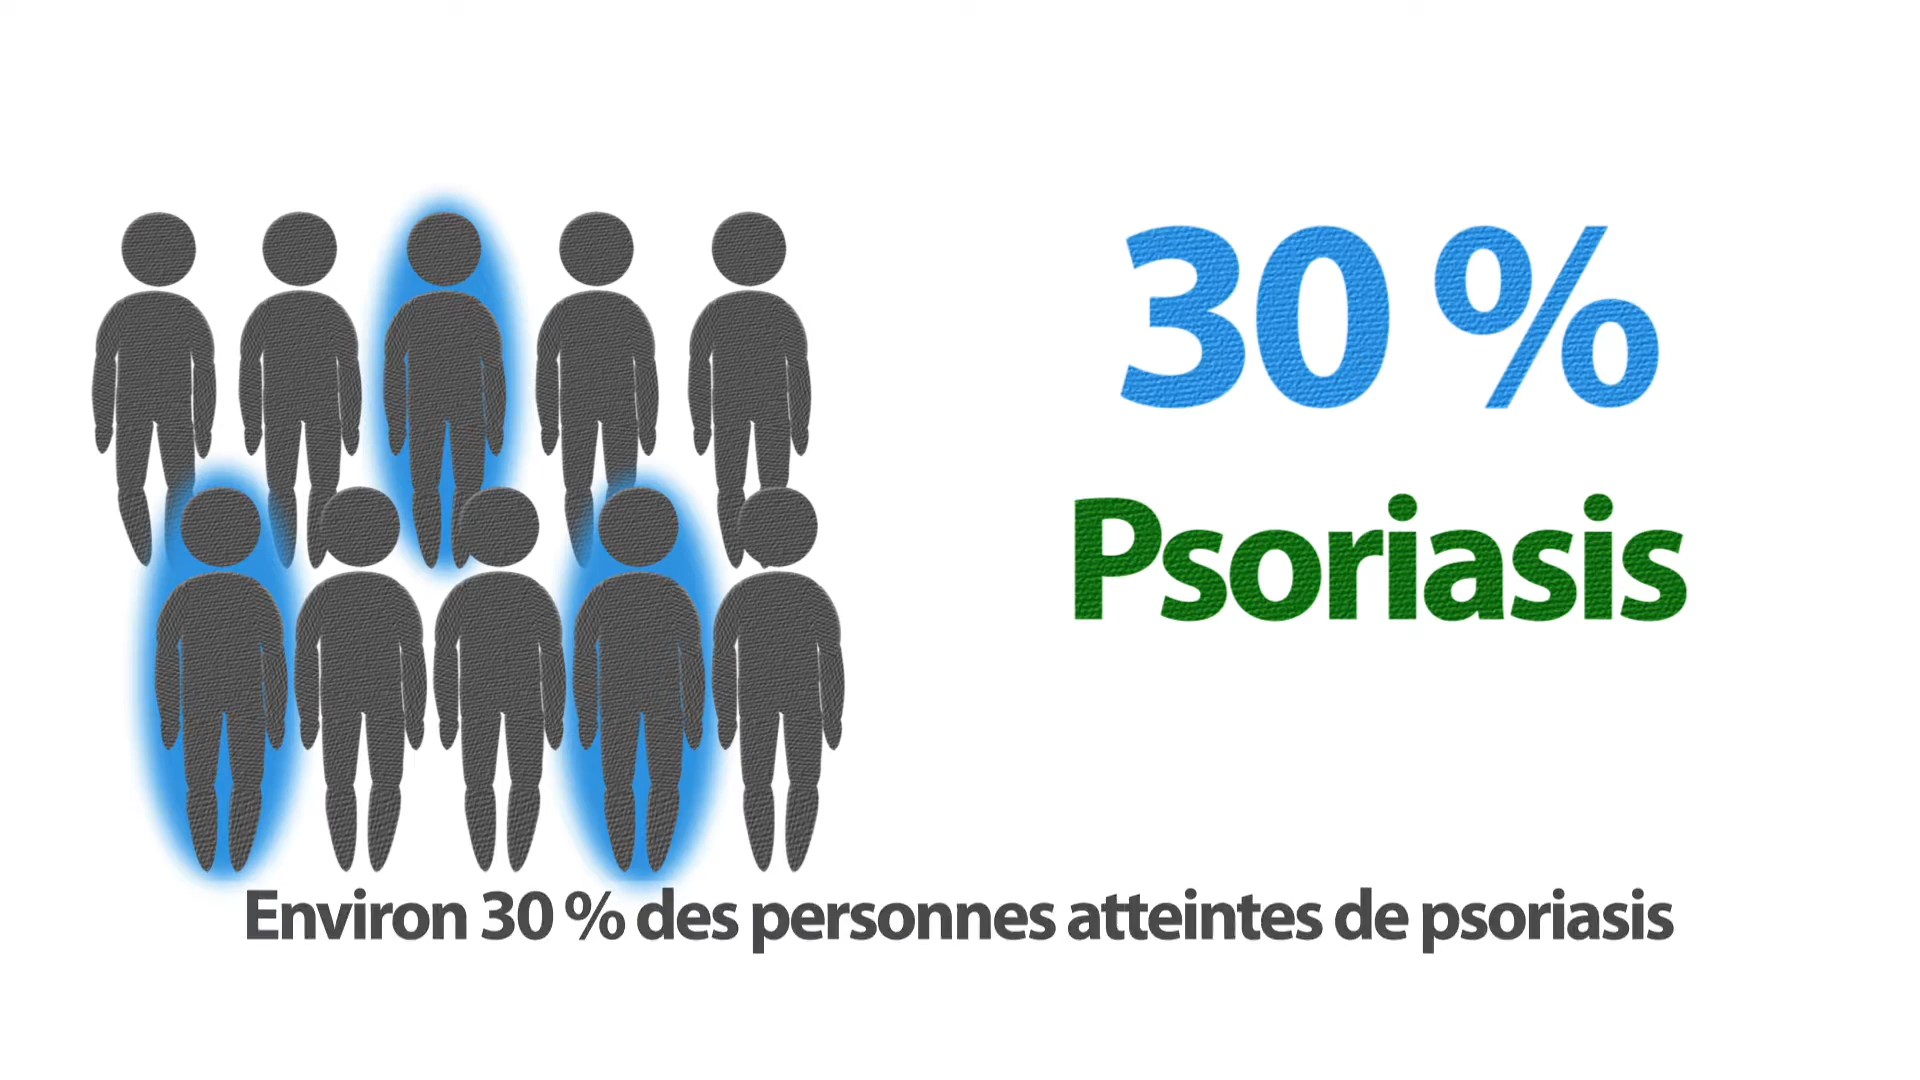 30 %
Psoriasis
Environ 30 % des personnes atteintes de psoriasis